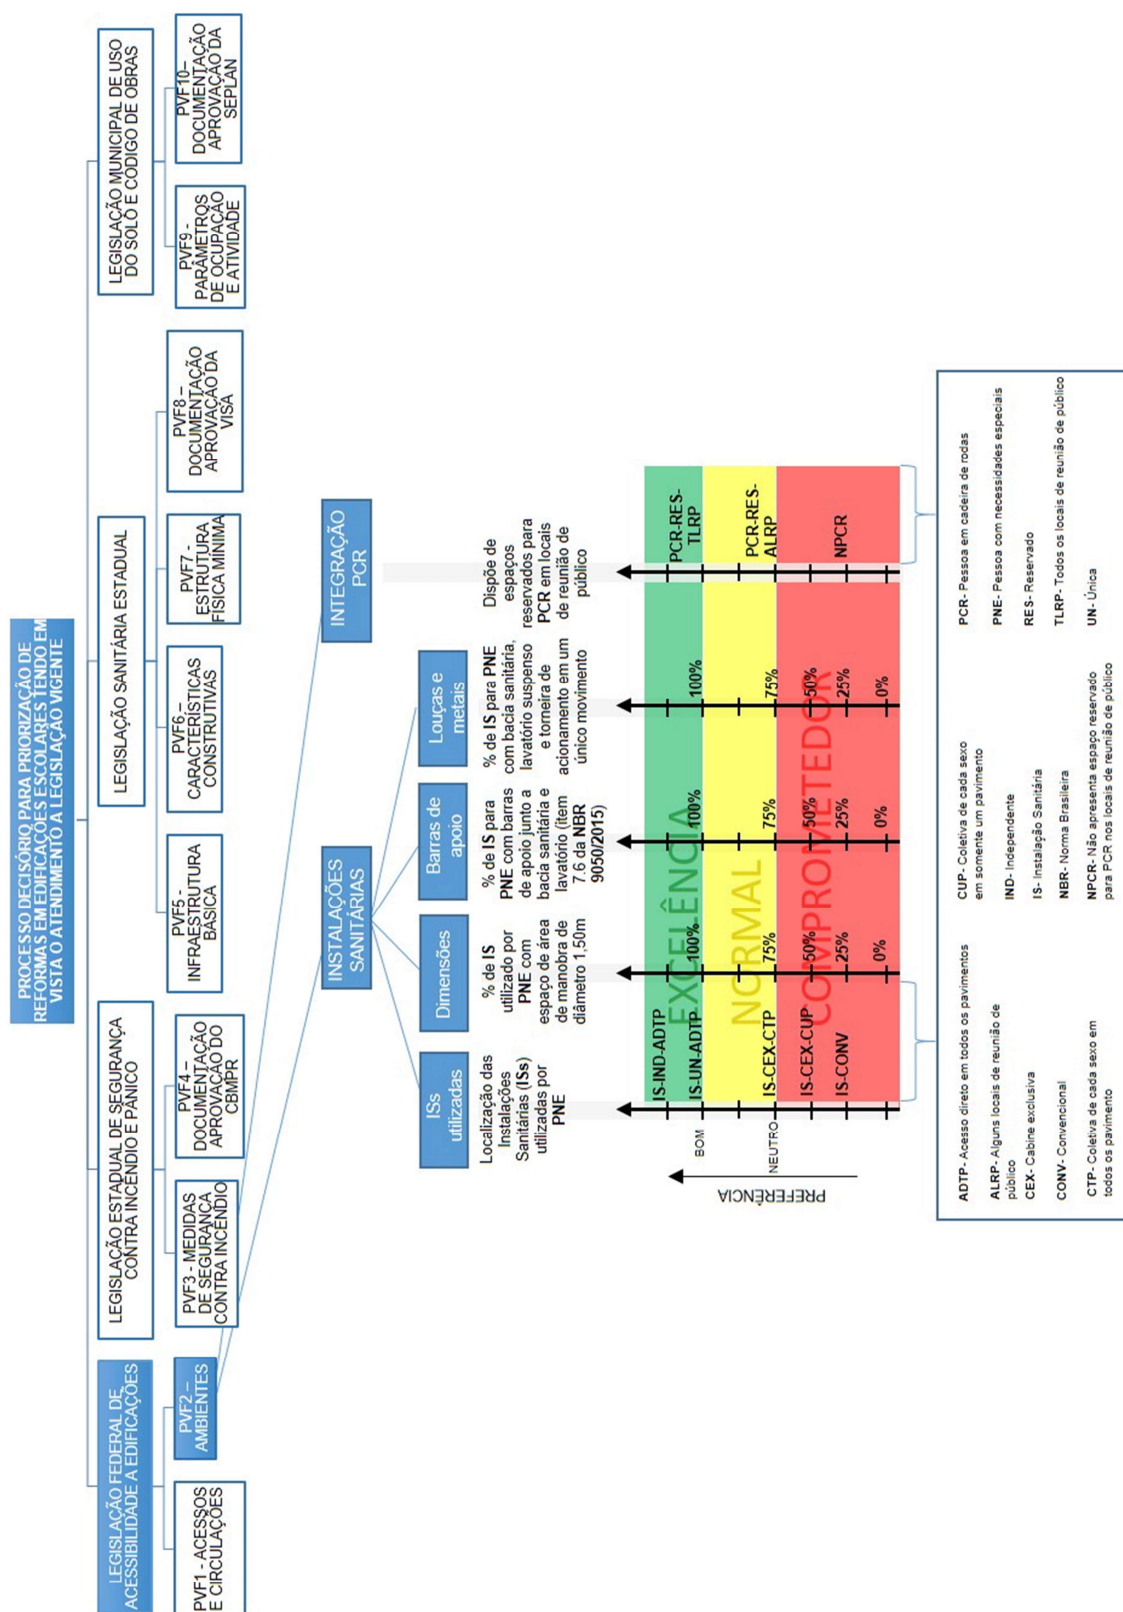 PROCESSO DECISÓRIO PARA PRIORIZAÇÃO DE
REFORMAS EM EDIFICAÇÕES ESCOLARES TENDO EM
VISTA O ATENDIMENTO A LEGISLAÇÃO VIGENTE
LEGISLAÇÃO FEDERAL DE
ACESSIBILIDADE A EDIFICAÇÕES
LEGISLAÇÃO ESTADUAL DE SEGURANÇA
CONTRA INCÊNDIO E PANICO
LEGISLAÇÃO SANITÁRIA ESTADUAL
LEGISLAÇÃO MUNICIPAL DE USO
DO SOLO E CODIGO DE OBRAS
PVF1 - ACESSOS
E CIRCULAÇÕES
PVF2 –
AMBIENTES
PVF3 - MEDIDAS
DE SEGURANÇA
CONTRA INCÊNDIO
PVF4 –
DOCUMENTAÇÃO
APROVAÇÃO DO
CBMPR
PVF5 -
INFRAESTRUTURA
BÁSICA
PVF6 –
CARACTERÍSTICAS
CONSTRUTIVAS
PVF7 -
ESTRUTURA
FÍSICA MÍNIMA
PVF8 –
DOCUMENTAÇÃO
APROVAÇÃO DA
VISA
PVF9 -
PARÂMETROS
DE OCUPAÇÃO
E ATIVIDADE
PVF10–
DOCUMENTAÇÃO
APROVAÇÃO DA
SEPLAN
INSTALAÇÕES
SANITÁRIAS
INTEGRAÇÃO
PCR
ISs
utilizadas
Dimensões
Barras de
apoio
Louças e
metais
Localização das
Instalações
Sanitárias (ISs)
utilizadas por
PNE
% de IS
utilizado por
PNE com
espaço de área
de manobra de
diâmetro 1,50m
% de IS para
PNE com barras
de apoio junto a
bacia sanitária e
lavatório (item
7.6 da NBR
9050/2015)
% de IS para PNE
com bacia sanitária,
lavatório suspenso
e torneira de
acionamento em um
único movimento
Dispõe de
espaços
reservados para
PCR em locais
de reunião de
público
PREFERÊNCIA
BOM
NEUTRO
EXCELÊNCIA
NORMAL
COMPROMETEDOR
IS-IND-ADTP
IS-UN-ADTP
IS-CEX-CTP
IS-CEX-CUP
IS-CONV
100%
75%
50%
25%
0%
100%
75%
50%
25%
0%
100%
75%
50%
25%
0%
PCR-RES-
TLRP
PCR-RES-
ALRP
NPCR
ADTP- Acesso direto em todos os pavimentos
ALRP- Alguns locais de reunião de
público
CEX- Cabine exclusiva
CONV- Convencional
CTP- Coletiva de cada sexo em
todos os pavimento
CUP- Coletiva de cada sexo
em somente um pavimento
IND- Independente
IS- Instalação Sanitária
NBR- Norma Brasileira
NPCR- Não apresenta espaço reservado
para PCR nos locais de reunião de público
PCR- Pessoa em cadeira de rodas
PNE- Pessoa com necessidades especiais
RES- Reservado
TLRP- Todos os locais de reunião de público
UN- Única